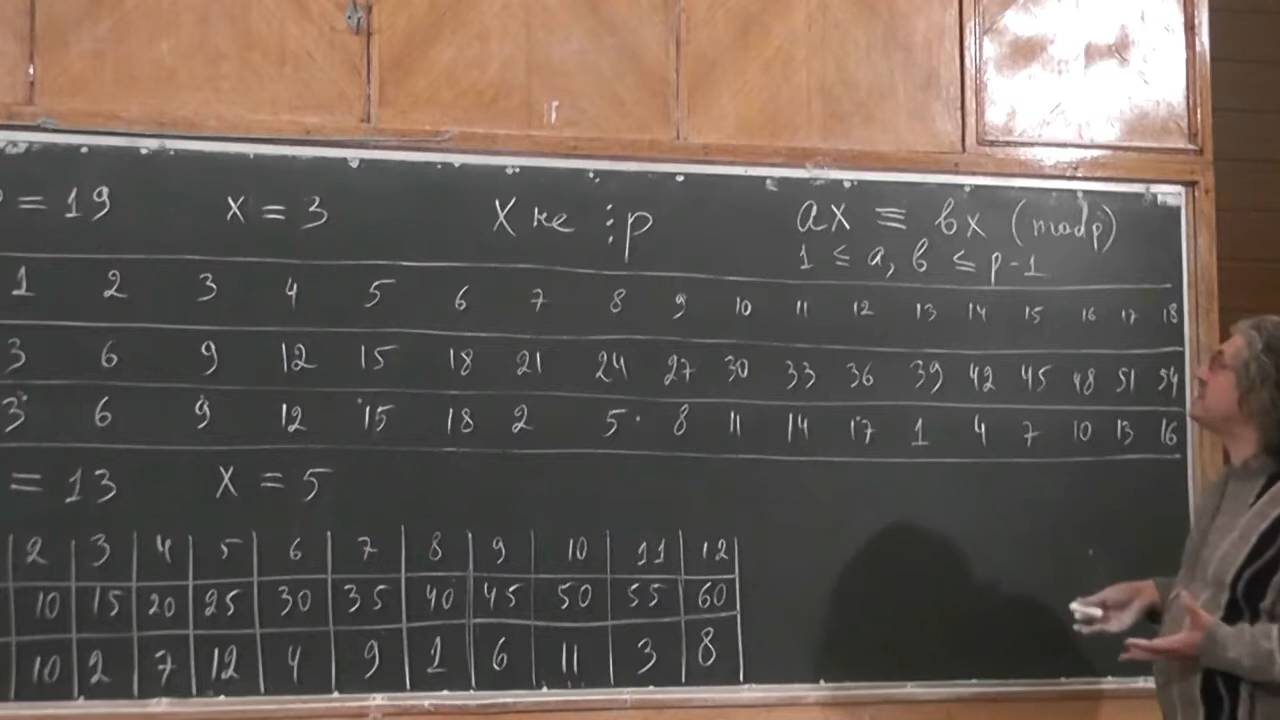 = 19 x = 3 X не ⋮ p ax ≡ bx (mod p)
1 ≤ a, b ≤ p-1
1 2 3 4 5 6 7 8 9 10 11 12 13 14 15 16 17 18
3 6 9 12 15 18 21 24 27 30 33 36 39 42 45 48 51 54
3 6 9 12 15 18 2 5 8 11 14 17 1 4 7 10 13 16
= 13 X = 5
2 3 4 5 6 7 8 9 10 11 12
10 15 20 25 30 35 40 45 50 55 60
10 2 7 12 4 9 1 6 11 3 8